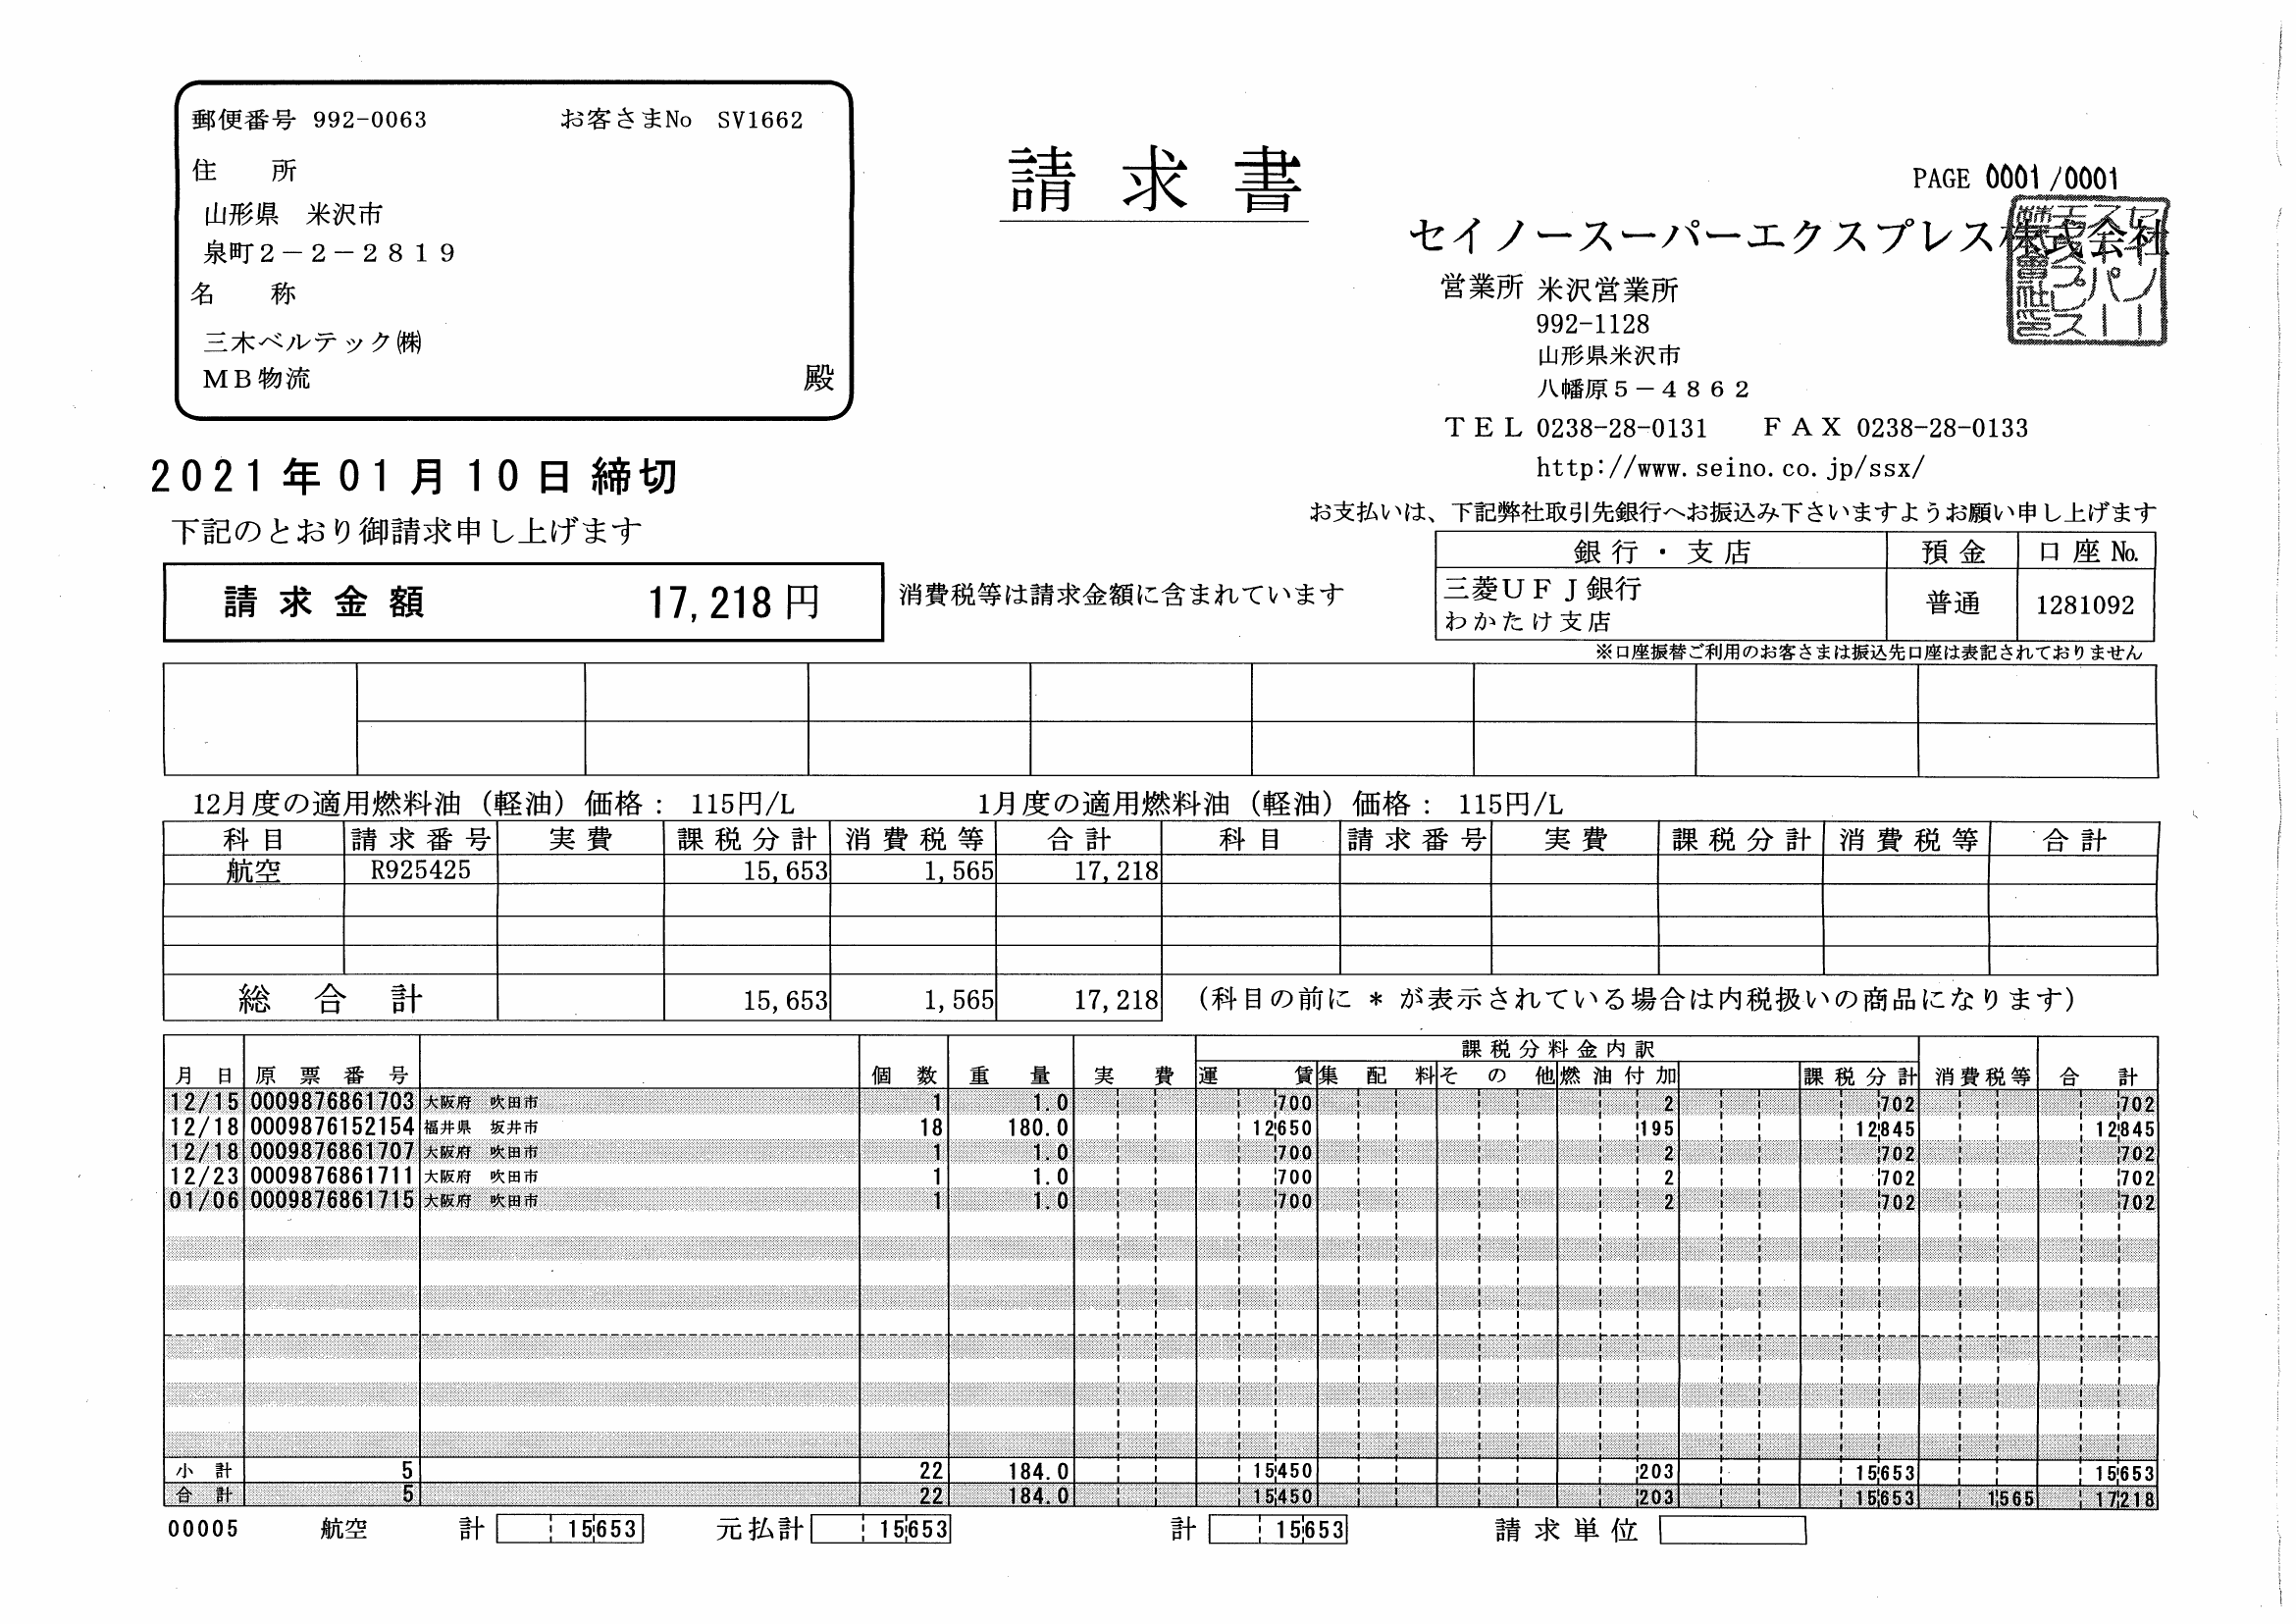 郵便番号 992-0063 お客さまNo SV1662
住 所
山形県 米沢市
泉町2－2－2819
名 称
三木ベルテック㈱
MB物流 殿
請求書
PAGE 0001 /0001
セイノースーパーエクスプレス株式会社
営業所 米沢営業所
992-1128
山形県米沢市
八幡原5－4862
TEL 0238-28-0131 FAX 0238-28-0133
http://www.seino.co.jp/ssx/
2021年01月10日締切
下記のとおり御請求申し上げます
お支払いは、下記弊社取引先銀行へお振込み下さいますようお願い申し上げます
請求金額 17,218円
消費税等は請求金額に含まれています
銀行・支店 預金 口座No.
三菱UFJ銀行
わかたけ支店 普通 1281092
※口座振替ご利用のお客さまは振込先口座は表記されておりません
12月度の適用燃料油（軽油）価格： 115円/L 1月度の適用燃料油（軽油）価格： 115円/L
科目 請求番号 実費 課税分計 消費税等 合計 科目 請求番号 実費 課税分計 消費税等 合計
航空 R925425 15,653 1,565 17,218
総合計 15,653 1,565 17,218 （科目の前に * が表示されている場合は内税扱いの商品になります）
課税分料金内訳
月日 原票番号 個数 重量 実費 運賃 集配料 その他 燃油付加 課税分計 消費税等 合計
12/15 0009876861703 大阪府 吹田市 1 1.0 700 2 702 702
12/18 0009876152154 福井県 坂井市 18 180.0 12650 195 12845 12845
12/18 0009876861707 大阪府 吹田市 1 1.0 700 2 702 702
12/23 0009876861711 大阪府 吹田市 1 1.0 700 2 702 702
01/06 0009876861715 大阪府 吹田市 1 1.0 700 2 702 702
小計 5 22 184.0 15450 203 15653 15653
合計 5 22 184.0 15450 203 15653 1565 17218
00005 航空 計 15653 元払計 15653 計 15653 請求単位